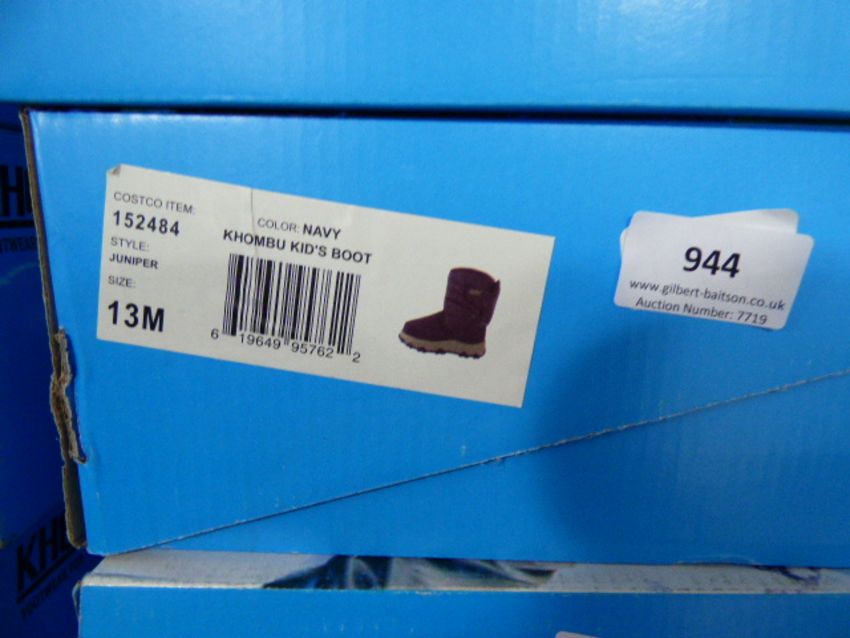 COSTCO ITEM:
152484
STYLE:
JUNIPER
SIZE:
13M
COLOR: NAVY
KHOMBU KID'S BOOT
6 19649 95762 2
944
www.gilbert-baitson.co.uk
Auction Number: 7719